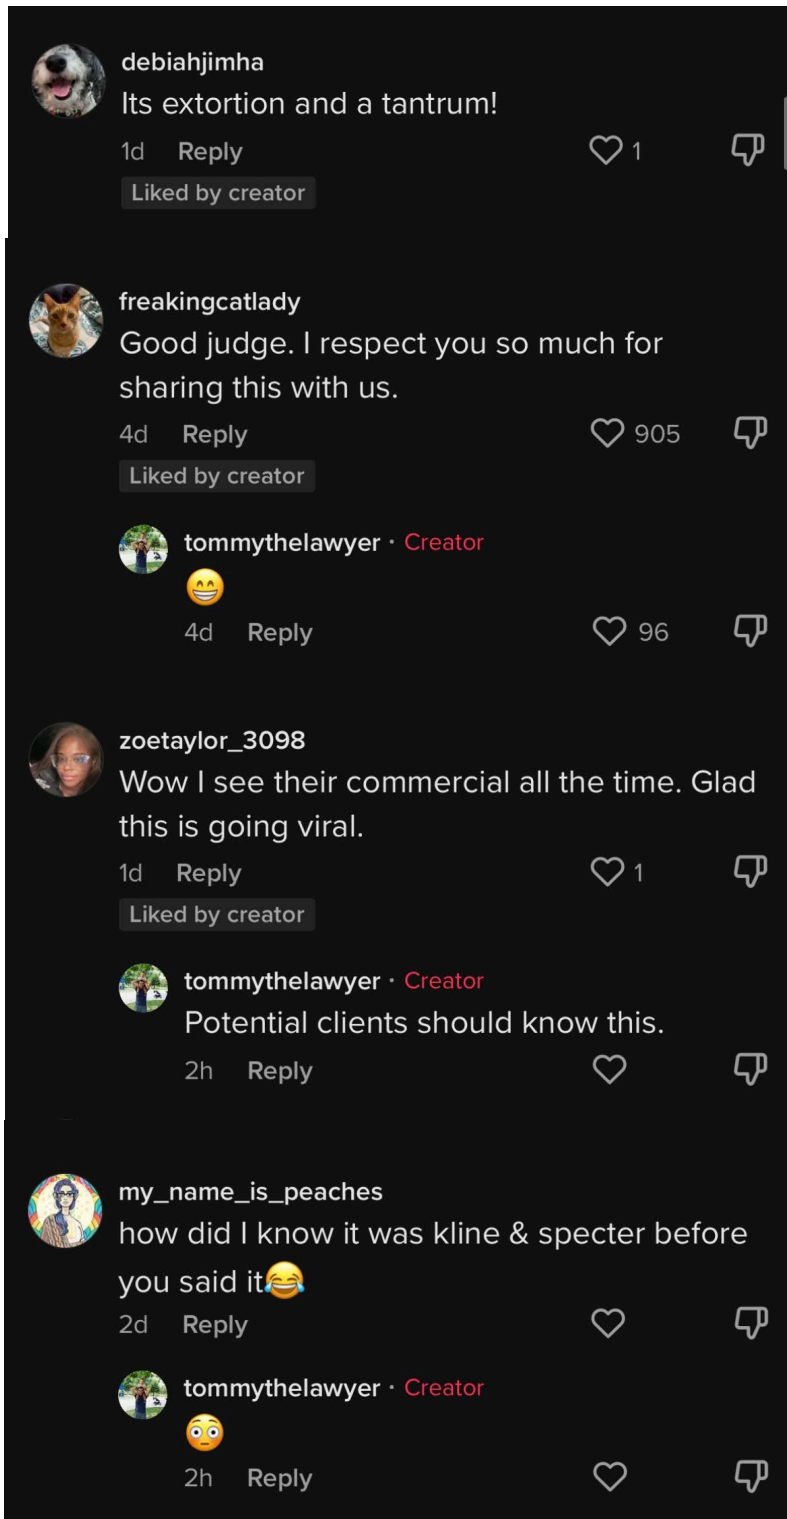 debiahjimha
Its extortion and a tantrum!
1d Reply 1
Liked by creator
freakingcatlady
Good judge. I respect you so much for
sharing this with us.
4d Reply 905
Liked by creator
tommythelawyer · Creator
😁
4d Reply 96
zoetaylor_3098
Wow I see their commercial all the time. Glad
this is going viral.
1d Reply 1
Liked by creator
tommythelawyer · Creator
Potential clients should know this.
2h Reply
my_name_is_peaches
how did I know it was kline & specter before
you said it😂
2d Reply
tommythelawyer · Creator
😳
2h Reply